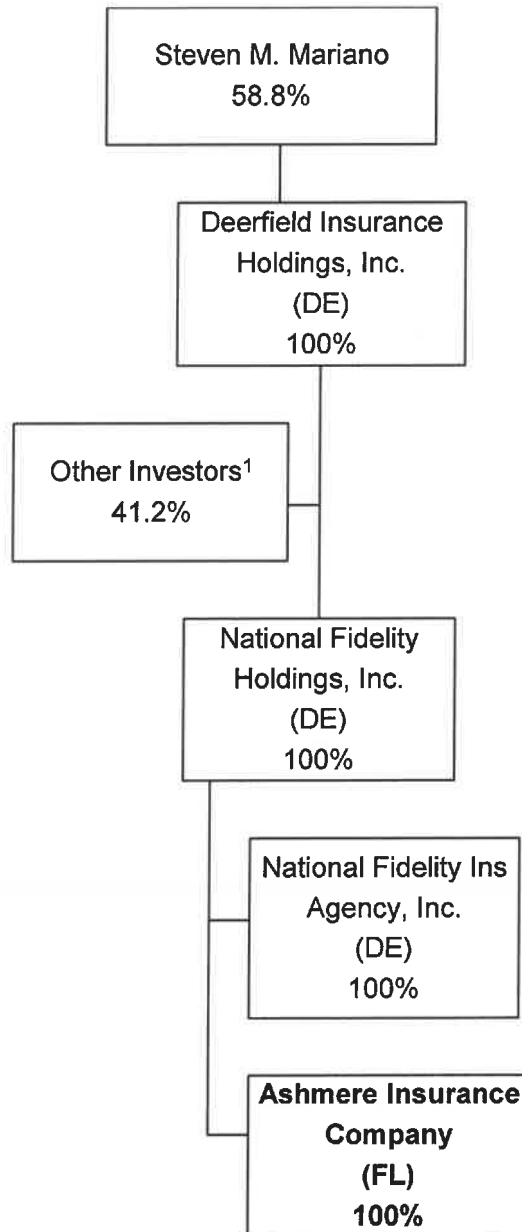 Steven M. Mariano
58.8%
Deerfield Insurance
Holdings, Inc.
(DE)
100%
Other Investors¹
41.2%
National Fidelity
Holdings, Inc.
(DE)
100%
National Fidelity Ins
Agency, Inc.
(DE)
100%
Ashmere Insurance
Company
(FL)
100%